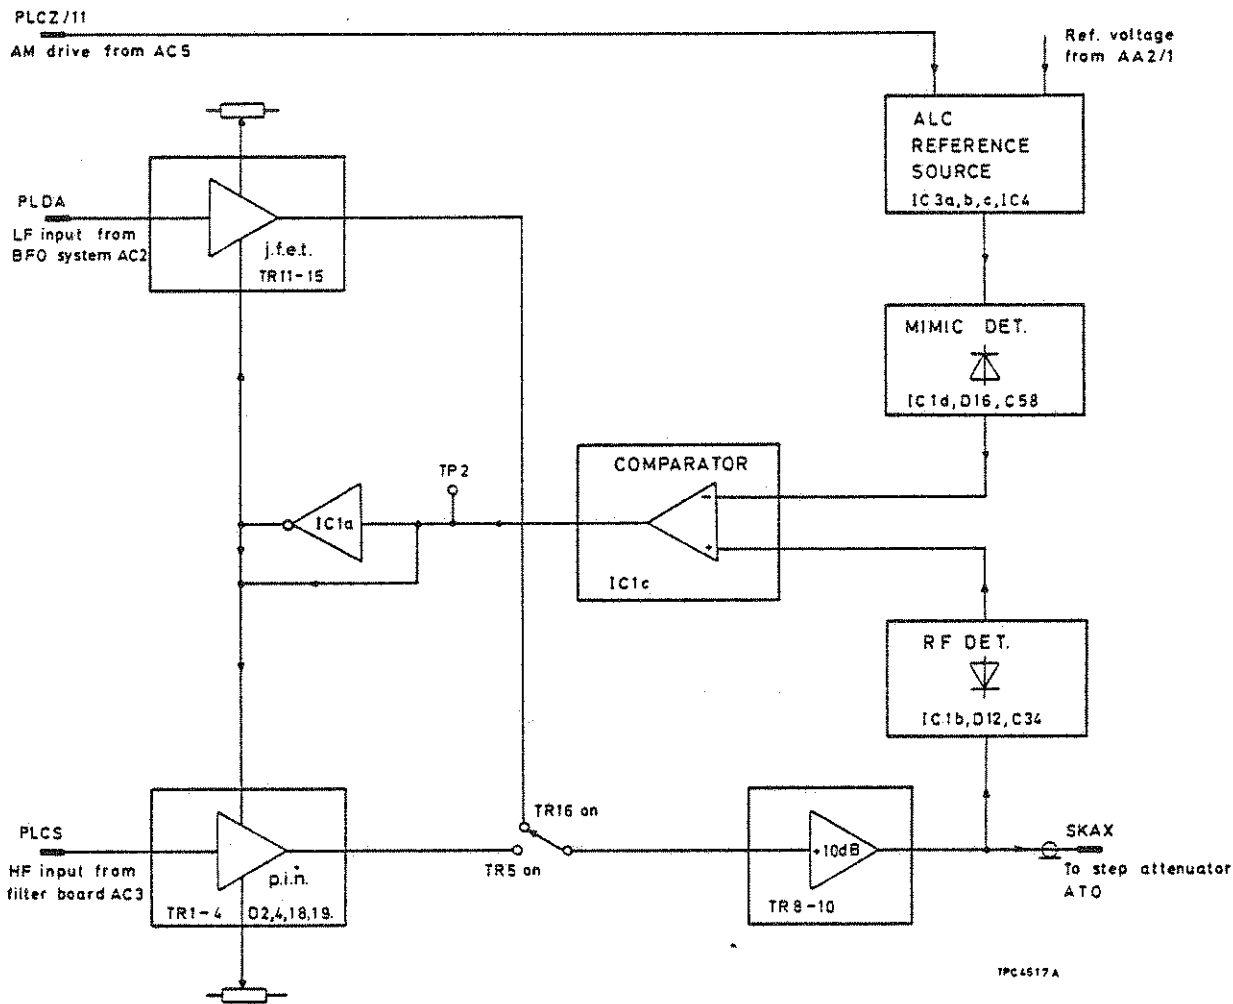 PLCZ/11
AM drive from AC5
Ref. voltage
from AA2/1
ALC
REFERENCE
SOURCE
IC3a,b,c,IC4
PLDA
LF input from
BFO system AC2
j.f.e.t.
TR11-15
MIMIC DET.
IC1d,D16,C58
COMPARATOR
-
+
IC1c
TP2
IC1a
RF DET.
IC1b,D12,C34
PLCS
HF input from
filter board AC3
p.i.n.
TR1-4 D2,4,18,19.
TR16 on
TR5 on
+10dB
TR8-10
SKAX
To step attenuator
ATO
TPC4517A